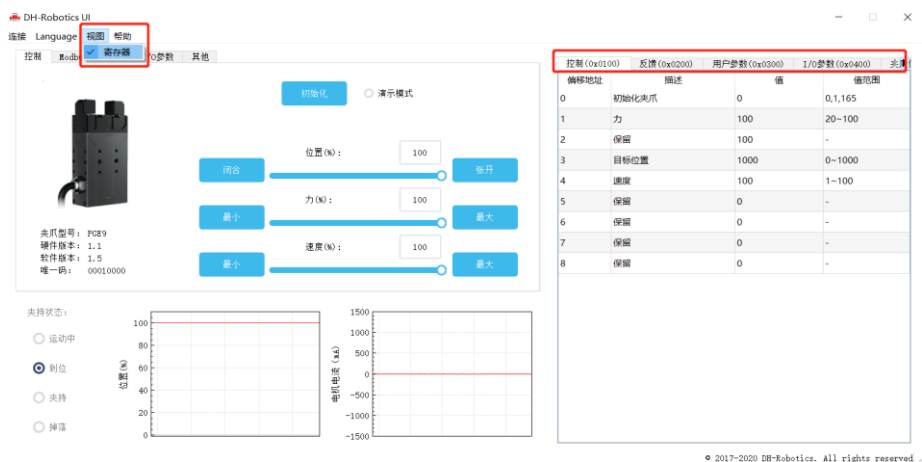 DH-Robotics UI
连接 Language 视图 帮助
寄存器
控制 I/O参数 其他
初始化 演示模式
位置(%): 100
闭合 张开
力(%): 100
最小 最大
速度(%): 100
最小 最大
夹爪型号: PGE9
硬件版本: 1.1
软件版本: 1.5
唯一码: 00010000
夹持状态:
运动中
到位
夹持
掉落
位置(%)
100
80
60
40
20
0
电机电流 (mA)
1500
1000
500
0
-500
-1000
-1500
控制(0x0100) 反馈(0x0200) 用户参数(0x0300) I/O参数(0x0400)
偏移地址 描述 值 值范围
0 初始化夹爪 0 0,1,165
1 力 100 20~100
2 保留 100 -
3 目标位置 1000 0~1000
4 速度 100 1~100
5 保留 0 -
6 保留 0 -
7 保留 0 -
8 保留 0 -
© 2017-2020 DH-Robotics. All rights reserved .